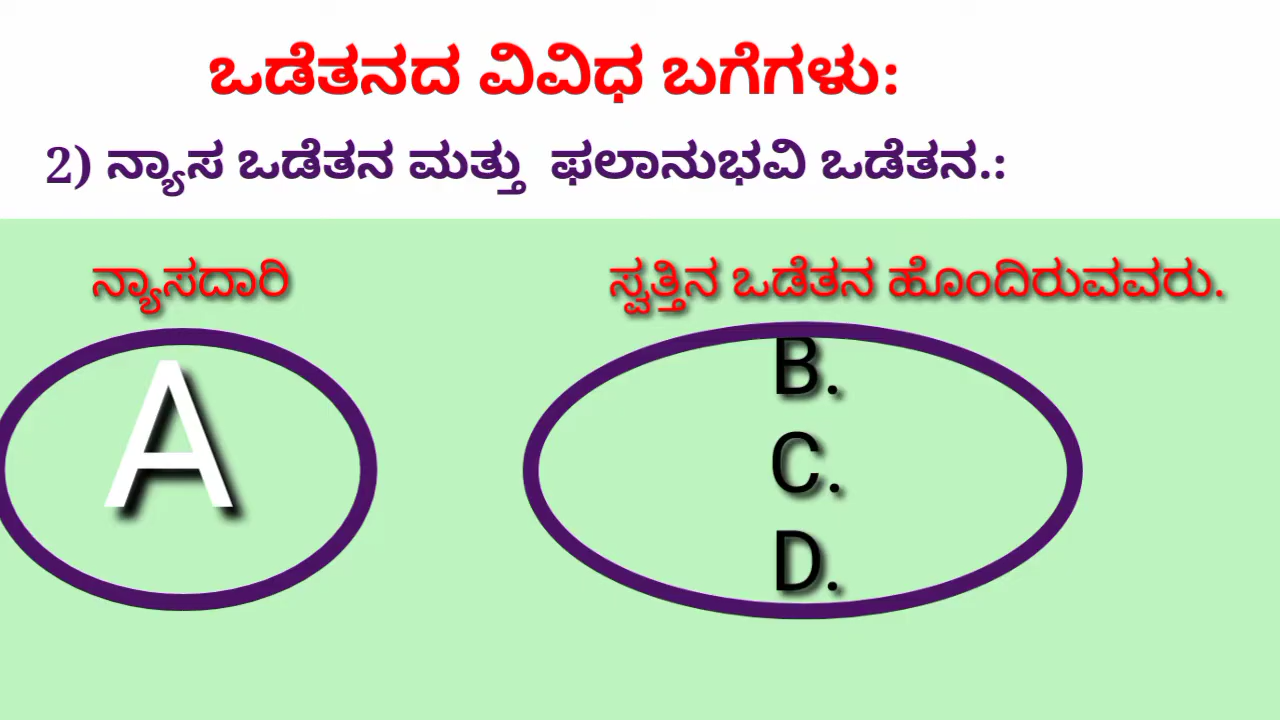 ಒಡೆತನದ ವಿವಿಧ ಬಗೆಗಳು:
2) ನ್ಯಾಸ ಒಡೆತನ ಮತ್ತು ಫಲಾನುಭವಿ ಒಡೆತನ.:
ನ್ಯಾಸದಾರಿ
ಸ್ವತ್ತಿನ ಒಡೆತನ ಹೊಂದಿರುವವರು.
A
B.
C.
D.